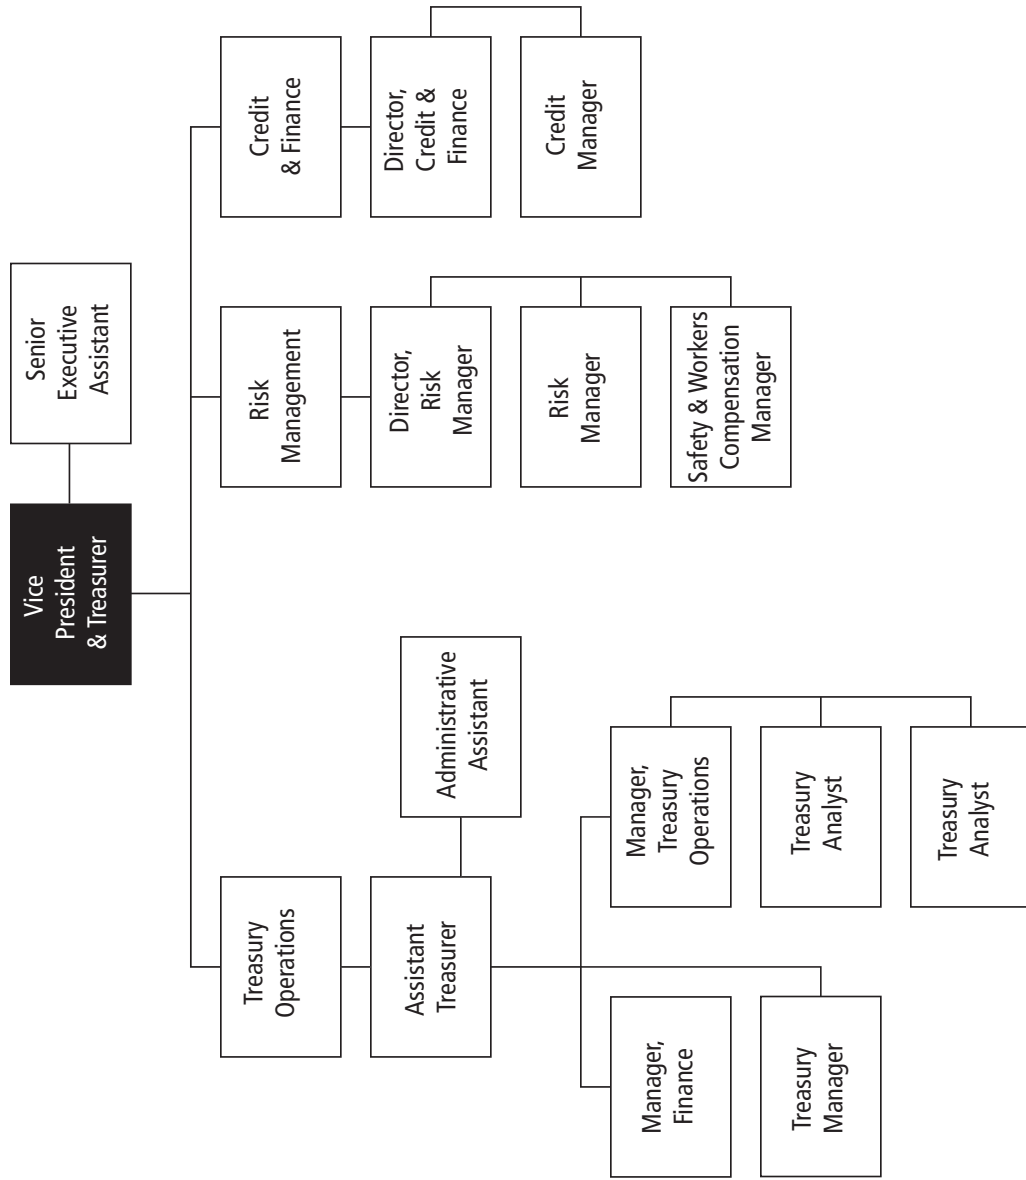 Vice
President
& Treasurer
Senior
Executive
Assistant
Treasury
Operations
Risk
Management
Credit
& Finance
Assistant
Treasurer
Administrative
Assistant
Director,
Risk
Manager
Director,
Credit &
Finance
Risk
Manager
Credit
Manager
Safety & Workers
Compensation
Manager
Manager,
Finance
Manager,
Treasury
Operations
Treasury
Manager
Treasury
Analyst
Treasury
Analyst